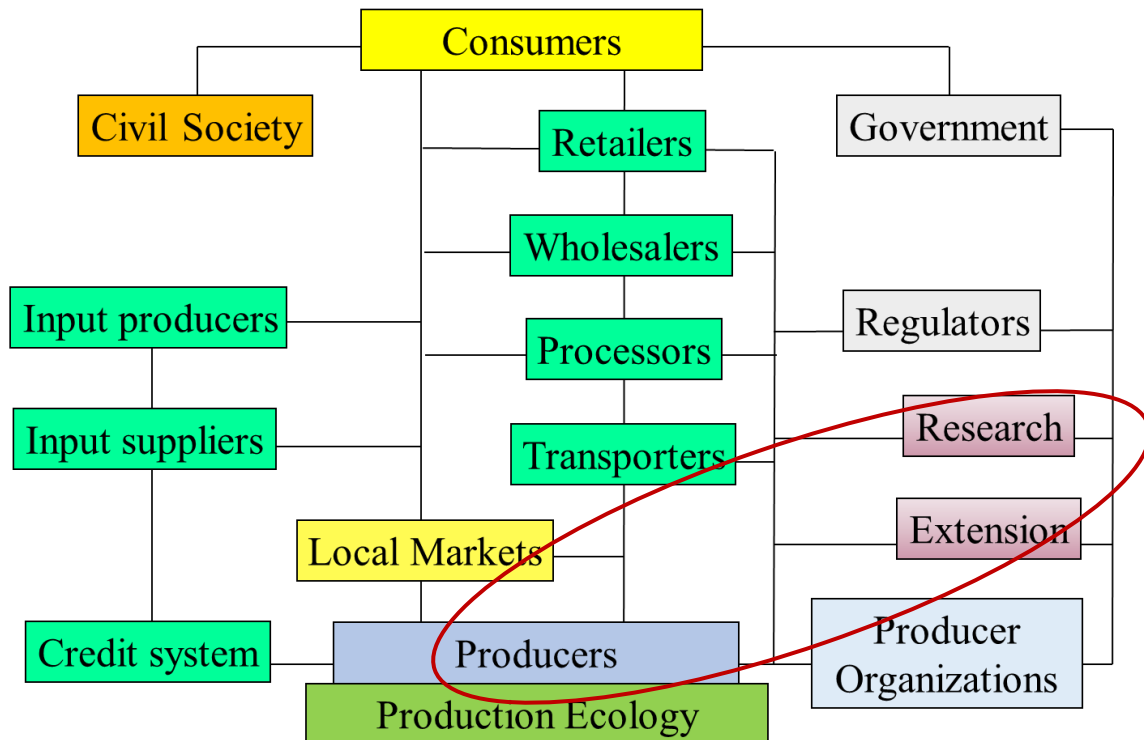 Consumers
Civil Society
Government
Retailers
Wholesalers
Input producers
Regulators
Processors
Research
Input suppliers
Transporters
Extension
Local Markets
Producer
Organizations
Credit system
Producers
Production Ecology